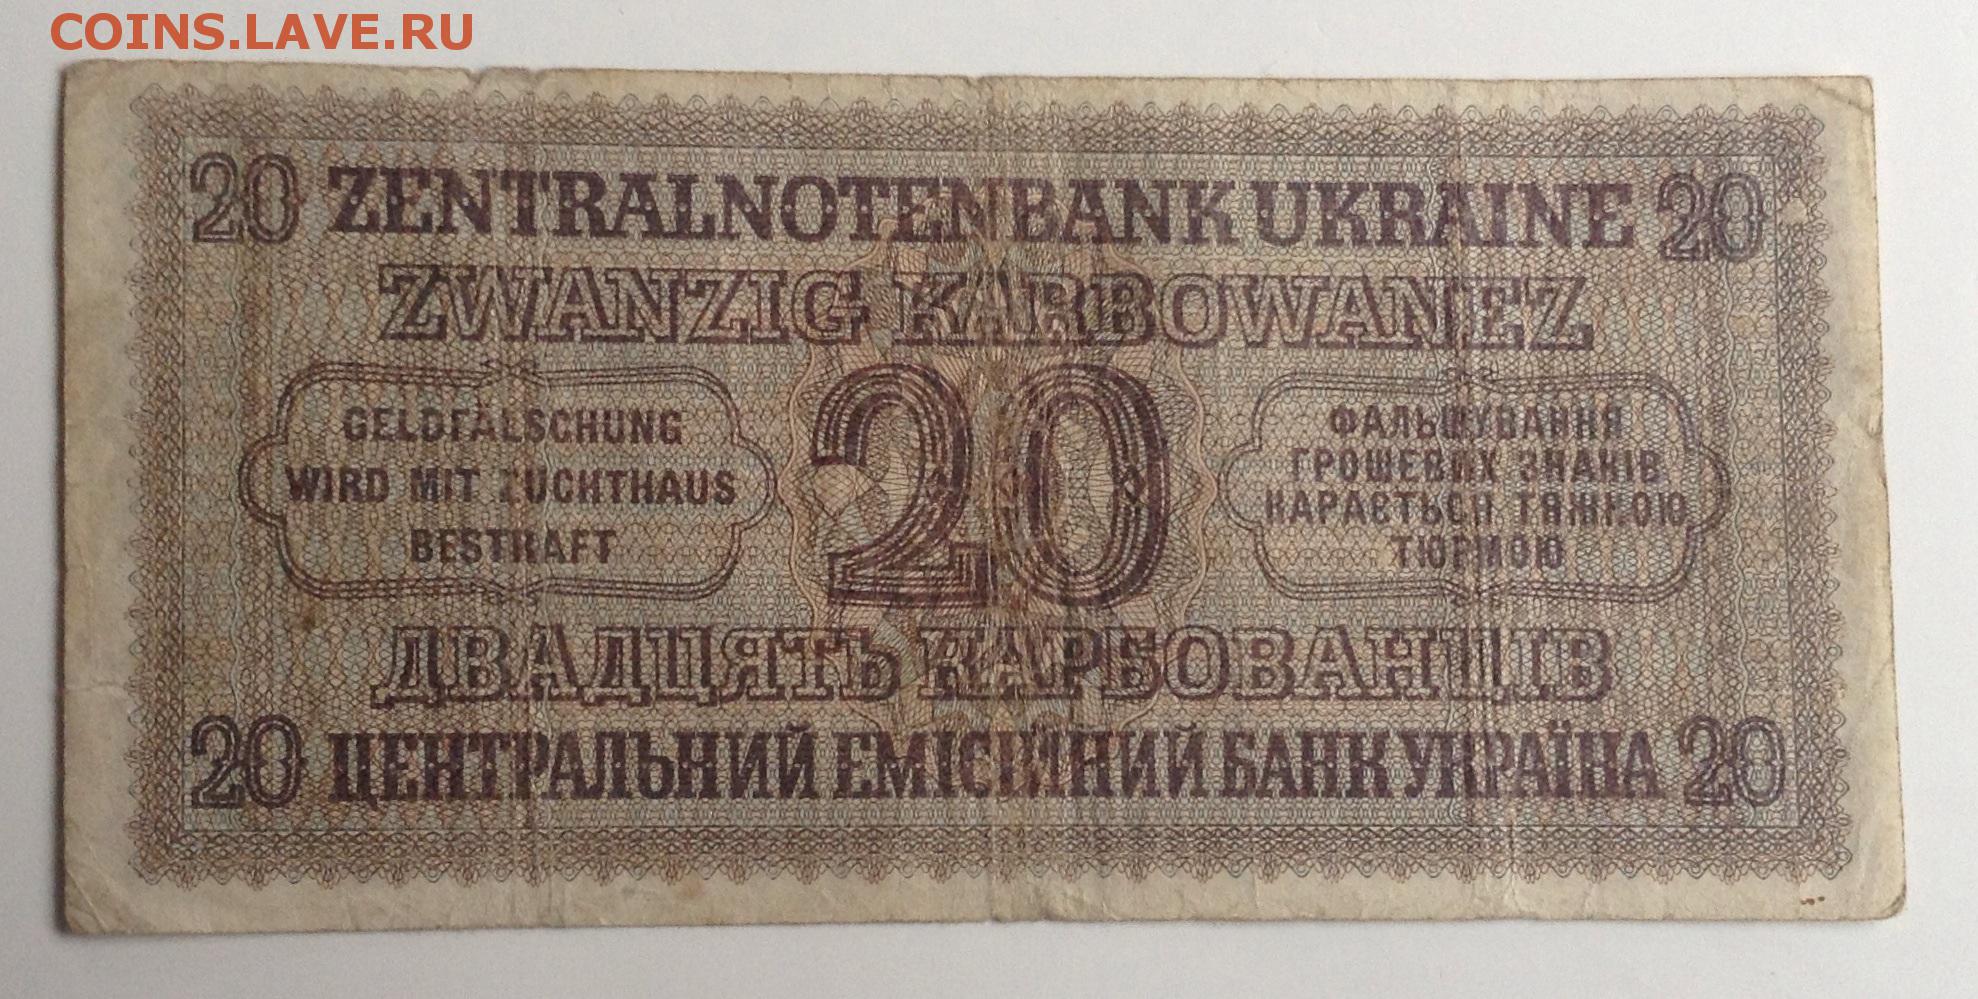 COINS.LAVE.RU
20 ZENTRALNOTENBANK UKRAINE 20
ZWANZIG KARBOWANEZ
GELDFÄLSCHUNG
WIRD MIT ZUCHTHAUS
BESTRAFT
20
ФАЛЬШУВАННЯ
ГРОШЕВИХ ЗНАКІВ
КАРАЄТЬСЯ ТЯЖКОЮ
ТЮРМОЮ
ДВАДЦЯТЬ КАРБОВАНЦІВ
20 ЦЕНТРАЛЬНИЙ ЕМІСІЙНИЙ БАНК УКРАЇНА 20